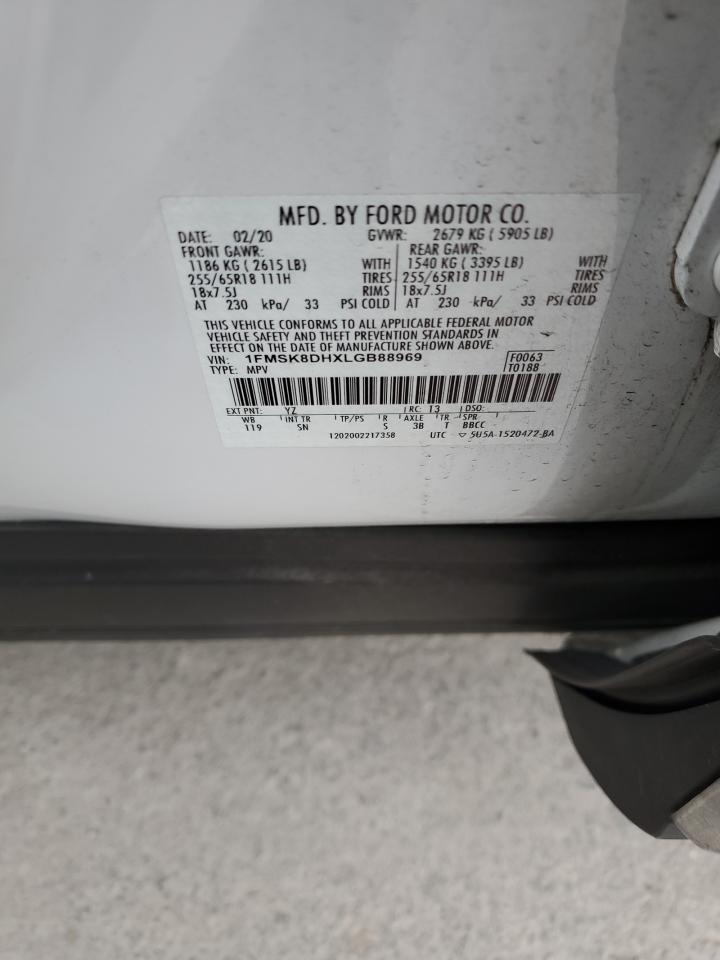 MFD. BY FORD MOTOR CO.
DATE: 02/20 GVWR: 2679 KG ( 5905 LB)
FRONT GAWR: REAR GAWR:
1186 KG ( 2615 LB) WITH 1540 KG ( 3395 LB) WITH
255/65R18 111H TIRES 255/65R18 111H TIRES
18x7.5J RIMS 18x7.5J RIMS
AT 230 kPa/ 33 PSI COLD AT 230 kPa/ 33 PSI COLD
THIS VEHICLE CONFORMS TO ALL APPLICABLE FEDERAL MOTOR
VEHICLE SAFETY AND THEFT PREVENTION STANDARDS IN
EFFECT ON THE DATE OF MANUFACTURE SHOWN ABOVE.
VIN: 1FMSK8DHXLGB88969 F0063
TYPE: MPV T0188
EXT PNT: YZ RC: 13 DSO:
WB INT TR TP/PS R AXLE TR SPR
119 SN S 3B T BBCC
1202002217358 UTC ▽ 5U5A-1520472-BA